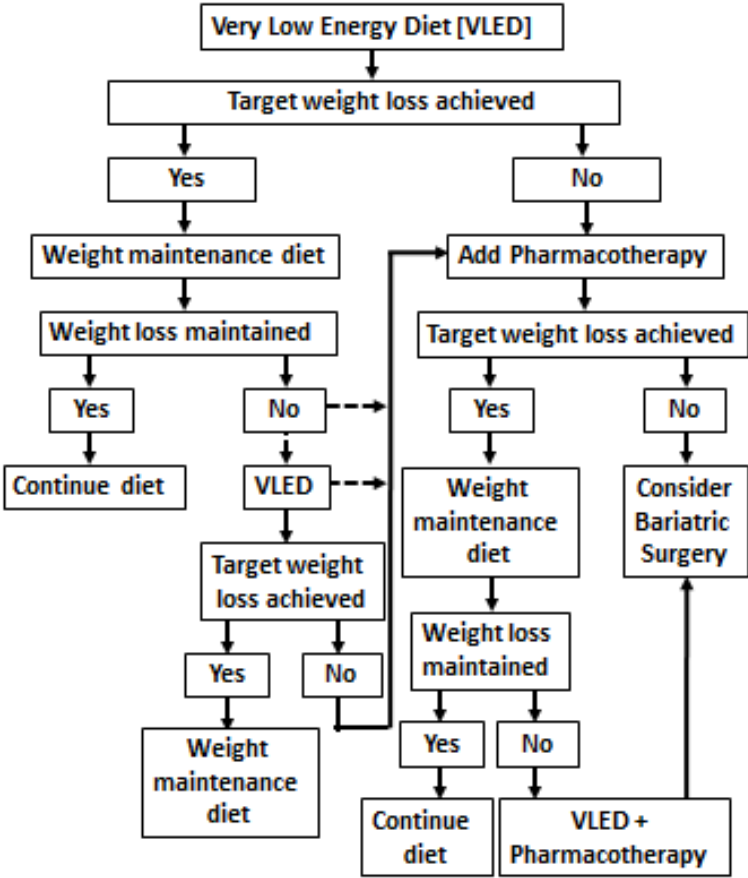 Very Low Energy Diet [VLED]
Target weight loss achieved
Yes
No
Weight maintenance diet
Add Pharmacotherapy
Weight loss maintained
Target weight loss achieved
Yes
No
Yes
No
Continue diet
VLED
Weight
maintenance
diet
Consider
Bariatric
Surgery
Target weight
loss achieved
Weight loss
maintained
Yes
No
Yes
No
Weight
maintenance
diet
Continue
diet
VLED +
Pharmacotherapy